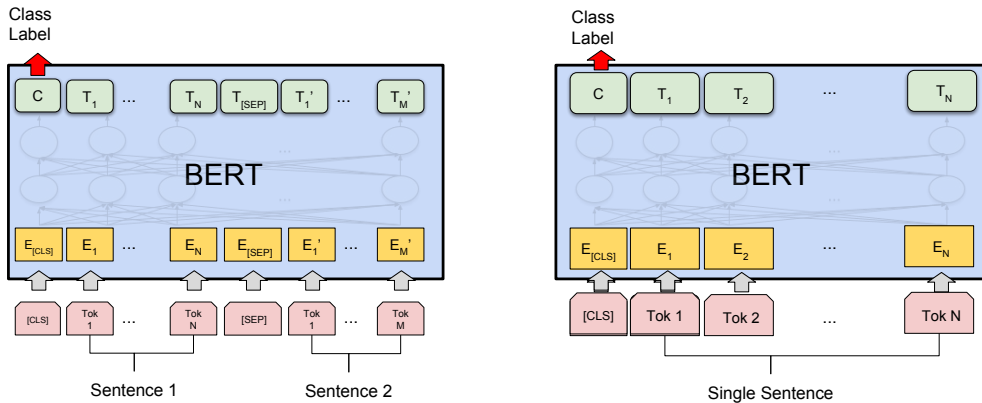 Class
Label
C T1 ... TN T[SEP] T1' ... TM'
...
BERT
...
E[CLS] E1 ... EN E[SEP] E1' ... EM'
[CLS] Tok 1 ... Tok N [SEP] Tok 1 ... Tok M
Sentence 1 Sentence 2
Class
Label
C T1 T2 ... TN
...
BERT
...
E[CLS] E1 E2 ... EN
[CLS] Tok 1 Tok 2 ... Tok N
Single Sentence